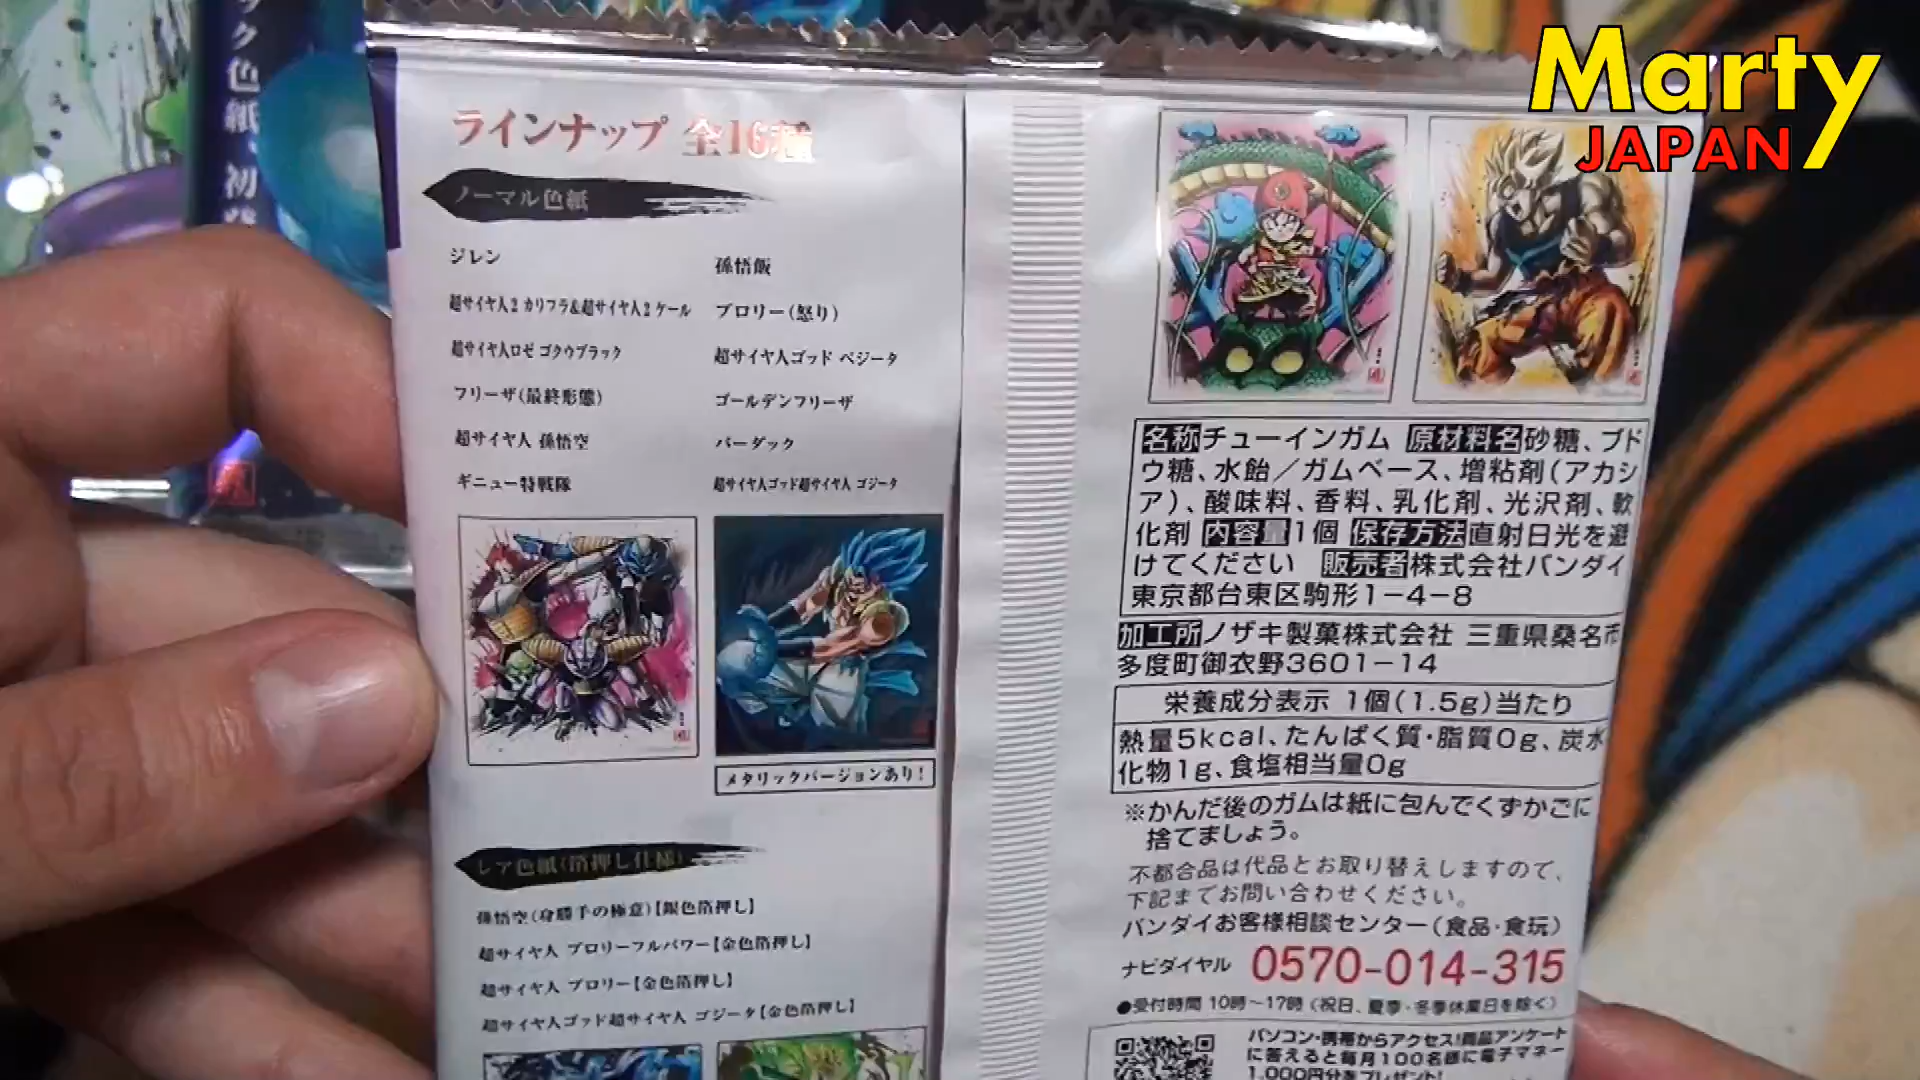 Marty
JAPAN
ック色紙、初登
ラインナップ 全16種
ノーマル色紙
ジレン
超サイヤ人2 カリフラ&超サイヤ人2 ケール
超サイヤ人ロゼ ゴクウブラック
フリーザ(最終形態)
超サイヤ人 孫悟空
ギニュー特戦隊
孫悟飯
ブロリー(怒り)
超サイヤ人ゴッド ベジータ
ゴールデンフリーザ
バーダック
超サイヤ人ゴッド超サイヤ人 ゴジータ
メタリックバージョンあり!
レア色紙(箔押し仕様)
孫悟空(身勝手の極意)【銀色箔押し】
超サイヤ人 ブロリーフルパワー【金色箔押し】
超サイヤ人 ブロリー【金色箔押し】
超サイヤ人ゴッド超サイヤ人 ゴジータ【金色箔押し】
名称チューインガム 原材料名砂糖、ブド
ウ糖、水飴/ガムベース、増粘剤(アカシ
ア)、酸味料、香料、乳化剤、光沢剤、軟
化剤 内容量1個 保存方法直射日光を避
けてください 販売者株式会社バンダイ
東京都台東区駒形1-4-8
加工所ノザキ製菓株式会社 三重県桑名市
多度町御衣野3601-14
栄養成分表示 1個(1.5g)当たり
熱量5kcal、たんぱく質・脂質0g、炭水
化物1g、食塩相当量0g
※かんだ後のガムは紙に包んでくずかごに
捨てましょう。
不都合品は代品とお取り替えしますので、
下記までお問い合わせください。
バンダイお客様相談センター(食品・食玩)
ナビダイヤル 0570-014-315
●受付時間 10時~17時(祝日、夏季・冬季休業日を除く)
パソコン・携帯からアクセス!商品アンケート
に答えると毎月100名様に電子マネー
1,000円分をプレゼント!